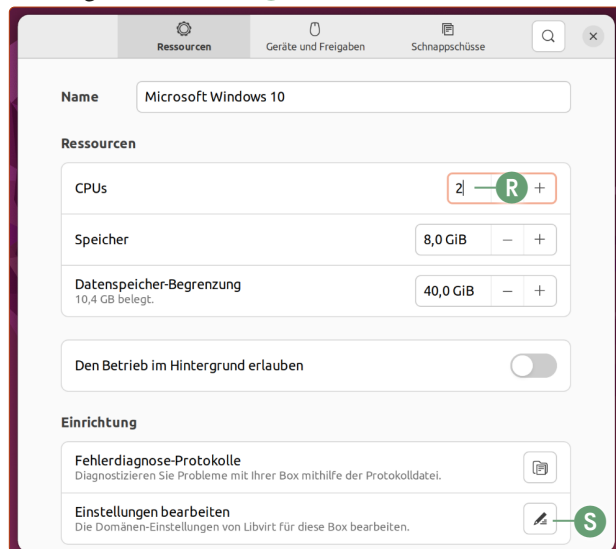 Ressourcen
Geräte und Freigaben
Schnappschüsse
Name
Microsoft Windows 10
Ressourcen
CPUs
2
R
+
Speicher
8,0 GiB
−
+
Datenspeicher-Begrenzung
10,4 GB belegt.
40,0 GiB
−
+
Den Betrieb im Hintergrund erlauben
Einrichtung
Fehlerdiagnose-Protokolle
Diagnostizieren Sie Probleme mit Ihrer Box mithilfe der Protokolldatei.
Einstellungen bearbeiten
Die Domänen-Einstellungen von Libvirt für diese Box bearbeiten.
S